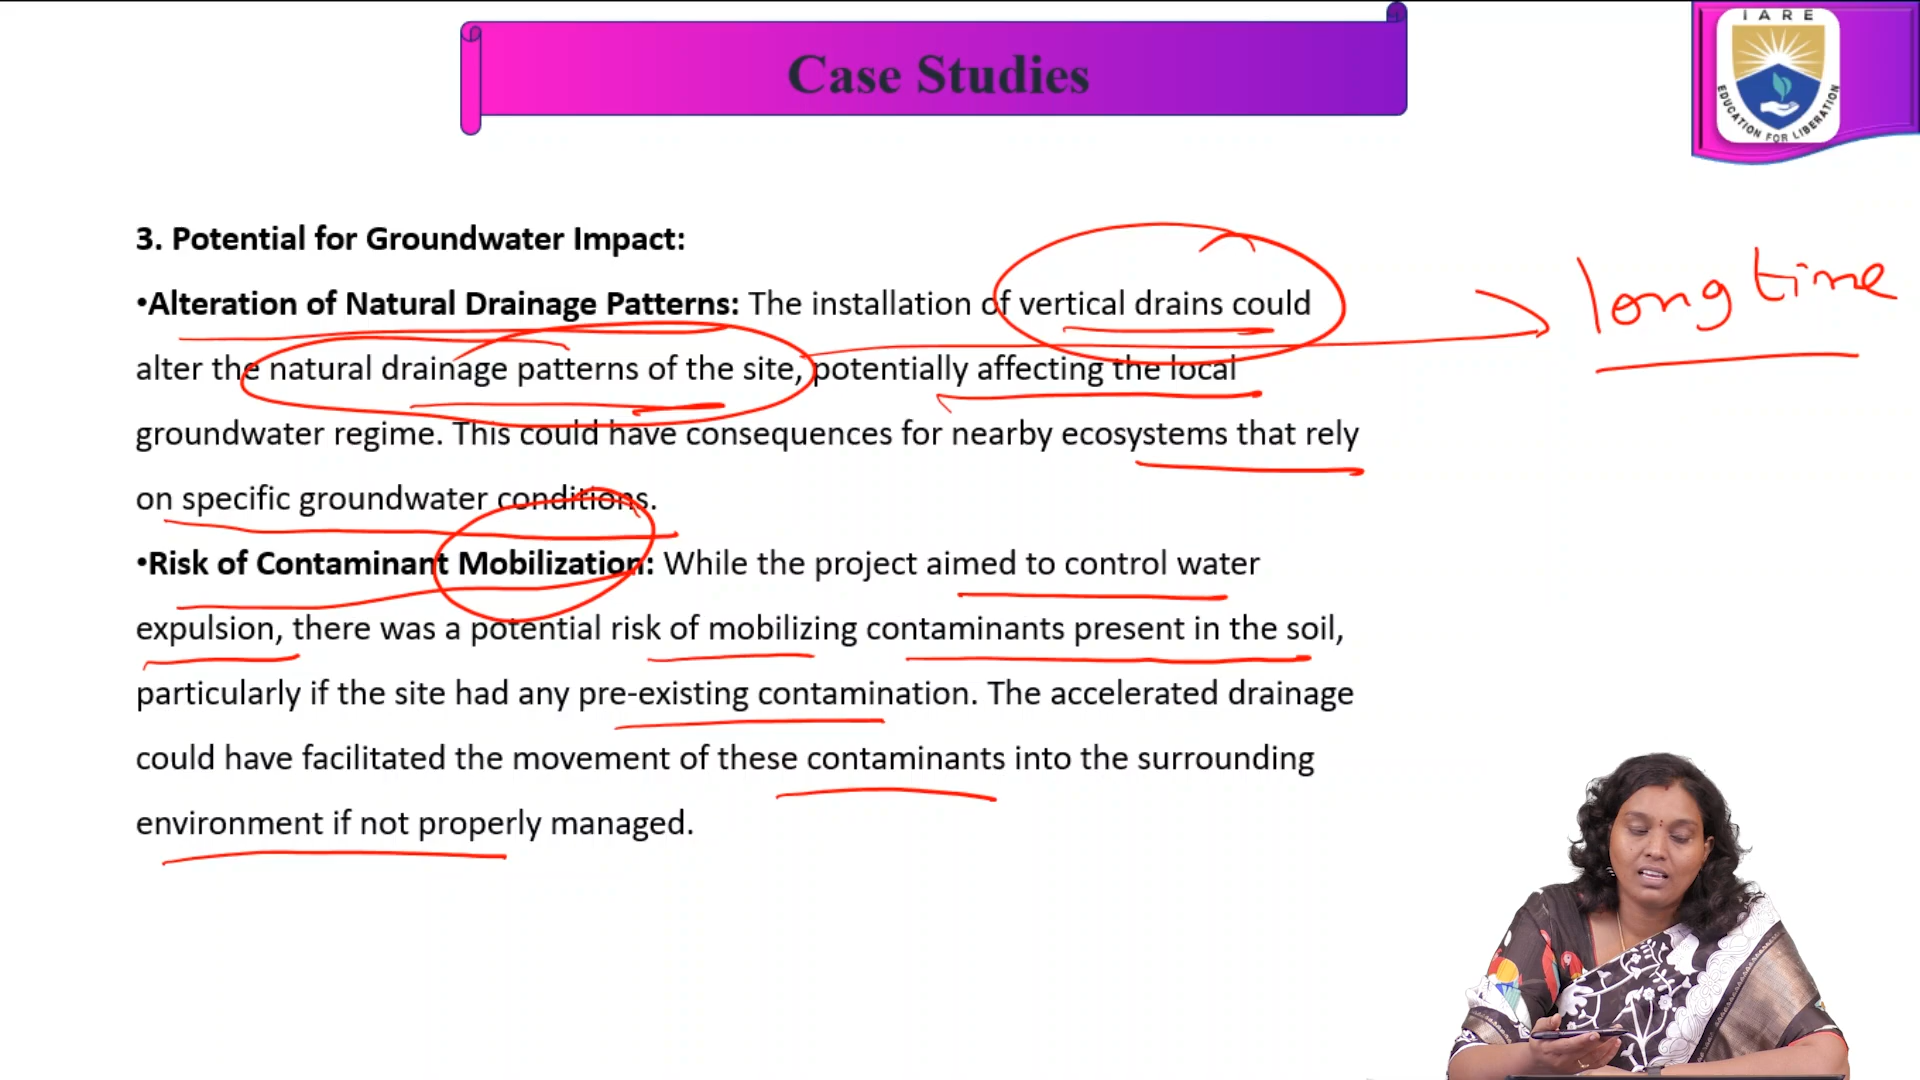 Case Studies
IARE
EDUCATION FOR LIBERATION
3. Potential for Groundwater Impact:
•Alteration of Natural Drainage Patterns: The installation of vertical drains could
long time
alter the natural drainage patterns of the site, potentially affecting the local
groundwater regime. This could have consequences for nearby ecosystems that rely
on specific groundwater conditions.
•Risk of Contaminant Mobilization: While the project aimed to control water
expulsion, there was a potential risk of mobilizing contaminants present in the soil,
particularly if the site had any pre-existing contamination. The accelerated drainage
could have facilitated the movement of these contaminants into the surrounding
environment if not properly managed.